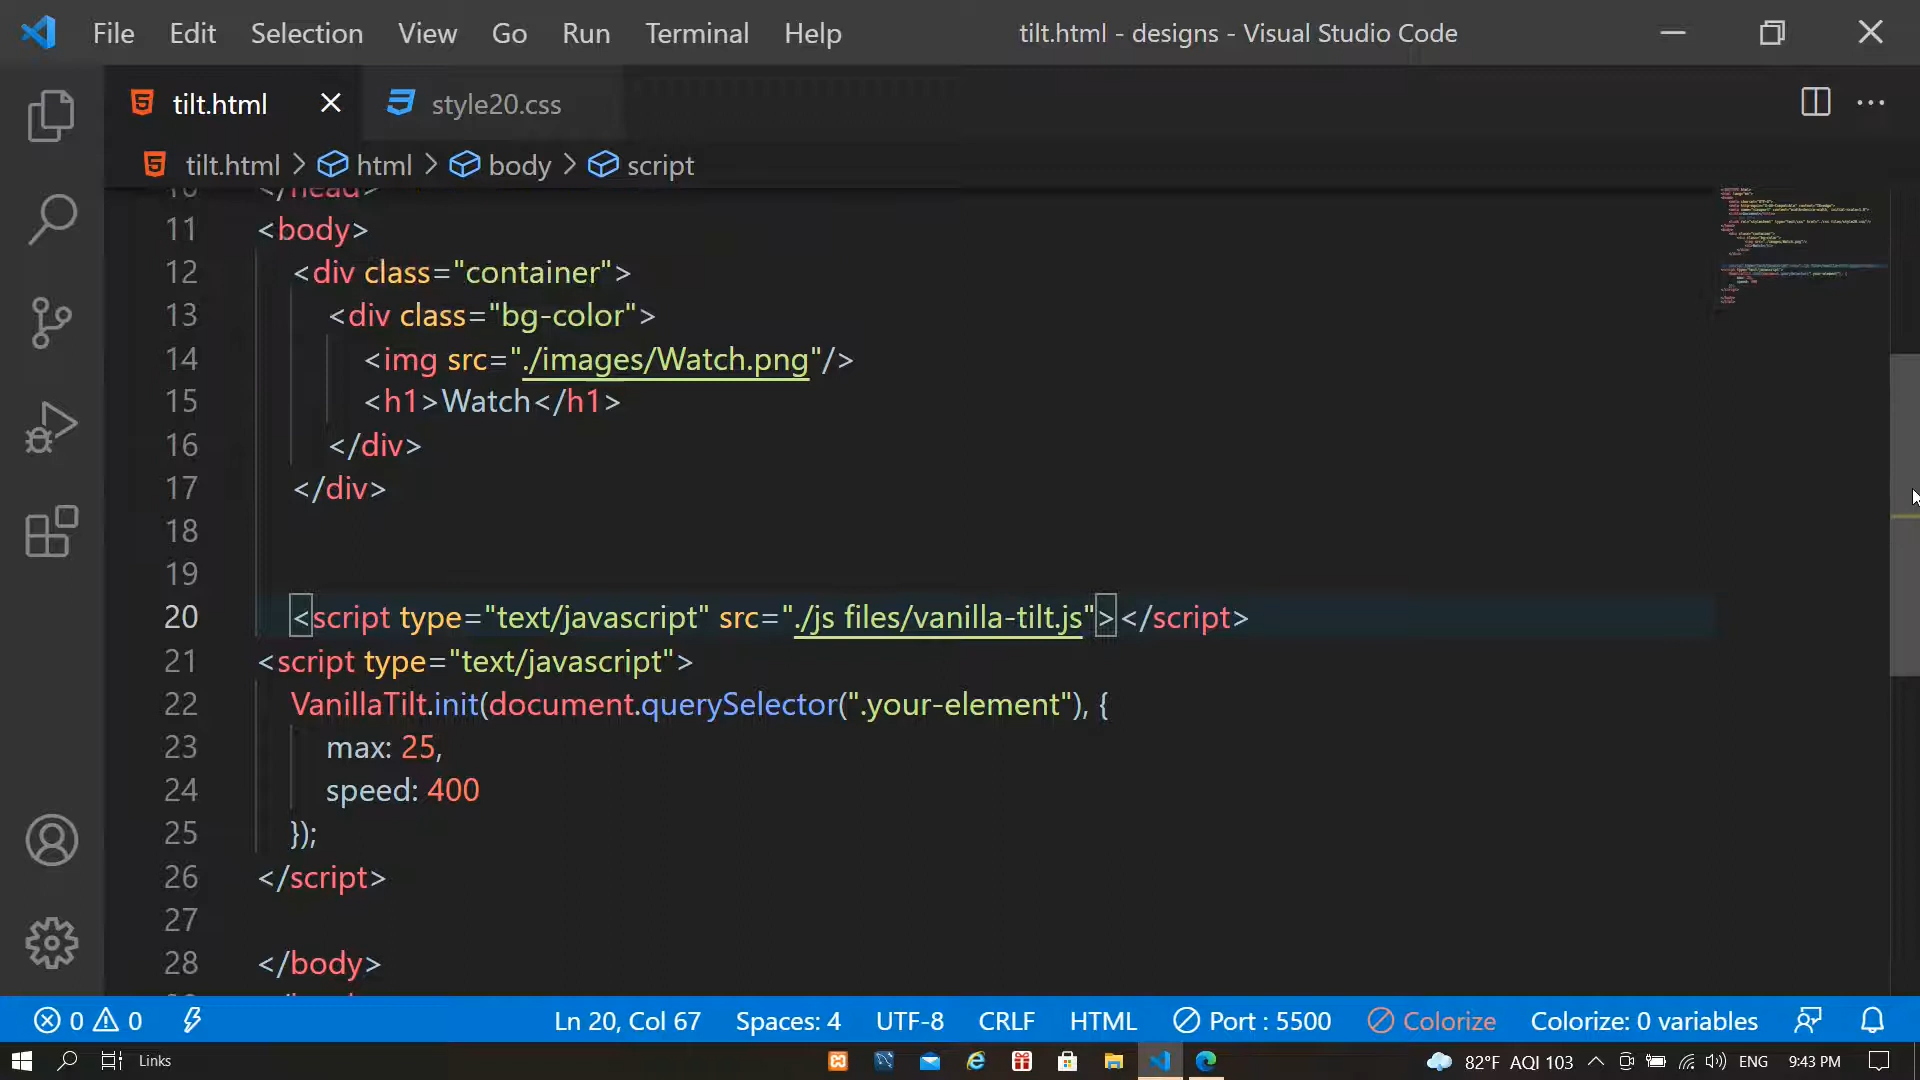 File Edit Selection View Go Run Terminal Help tilt.html - designs - Visual Studio Code
tilt.html style20.css
tilt.html > html > body > script
10 </head>
11 <body>
12 <div class="container">
13 <div class="bg-color">
14 <img src="./images/Watch.png"/>
15 <h1>Watch</h1>
16 </div>
17 </div>
18
19
20 <script type="text/javascript" src="./js files/vanilla-tilt.js"></script>
21 <script type="text/javascript">
22 VanillaTilt.init(document.querySelector(".your-element"), {
23 max: 25,
24 speed: 400
25 });
26 </script>
27
28 </body>
0 0 Ln 20, Col 67 Spaces: 4 UTF-8 CRLF HTML Port : 5500 Colorize Colorize: 0 variables
Links 82°F AQI 103 ENG 9:43 PM